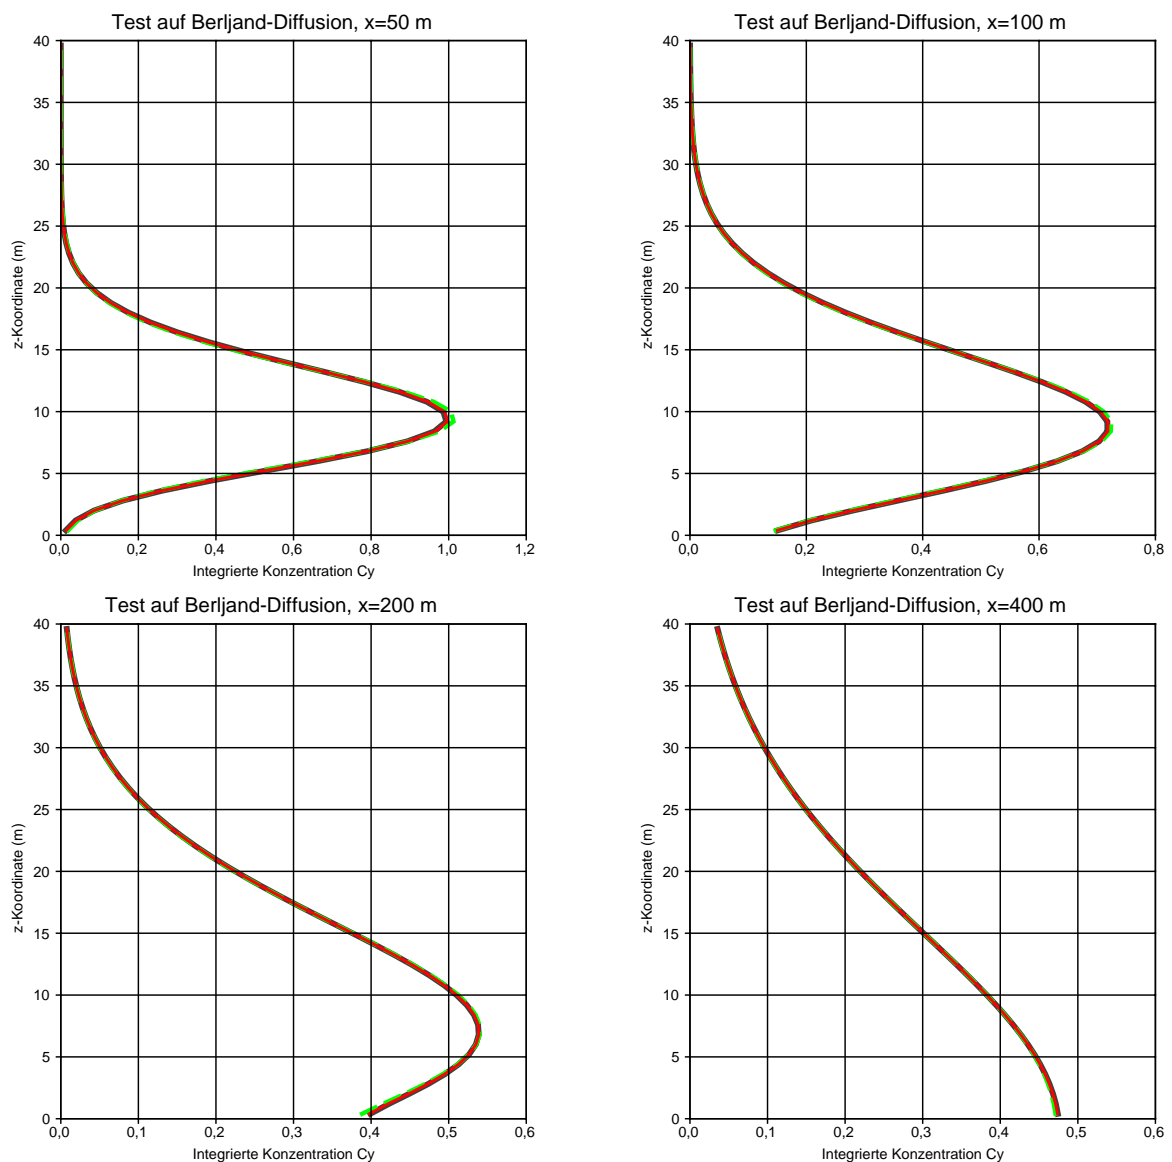 Test auf Berljand-Diffusion, x=50 m
40
35
30
25
20
15
10
5
0
z-Koordinate (m)
0,0 0,2 0,4 0,6 0,8 1,0 1,2
Integrierte Konzentration Cy
Test auf Berljand-Diffusion, x=100 m
40
35
30
25
20
15
10
5
0
z-Koordinate (m)
0,0 0,2 0,4 0,6 0,8
Integrierte Konzentration Cy
Test auf Berljand-Diffusion, x=200 m
40
35
30
25
20
15
10
5
0
z-Koordinate (m)
0,0 0,1 0,2 0,3 0,4 0,5 0,6
Integrierte Konzentration Cy
Test auf Berljand-Diffusion, x=400 m
40
35
30
25
20
15
10
5
0
z-Koordinate (m)
0,0 0,1 0,2 0,3 0,4 0,5 0,6
Integrierte Konzentration Cy